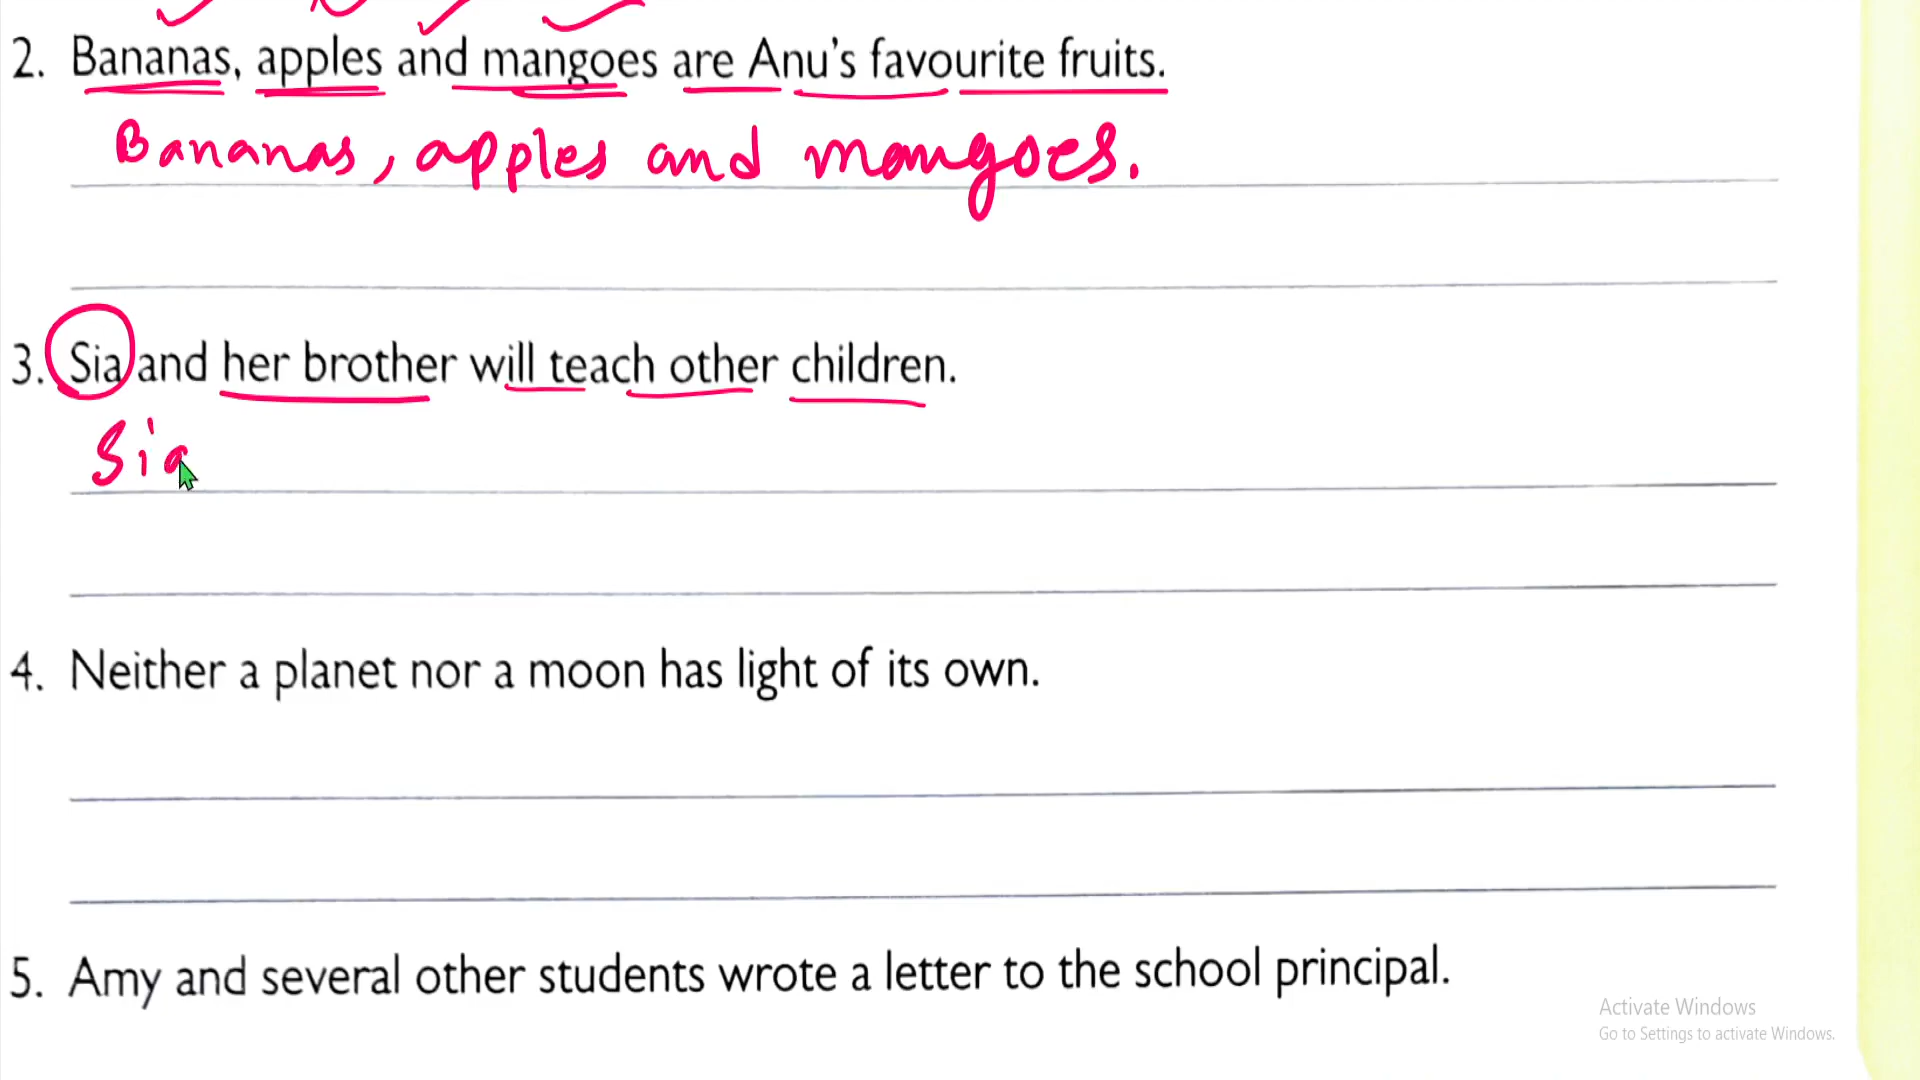 2. Bananas, apples and mangoes are Anu's favourite fruits.
Bananas, apples and mangoes.
3. Sia and her brother will teach other children.
Sia
4. Neither a planet nor a moon has light of its own.
5. Amy and several other students wrote a letter to the school principal.
Activate Windows
Go to Settings to activate Windows.